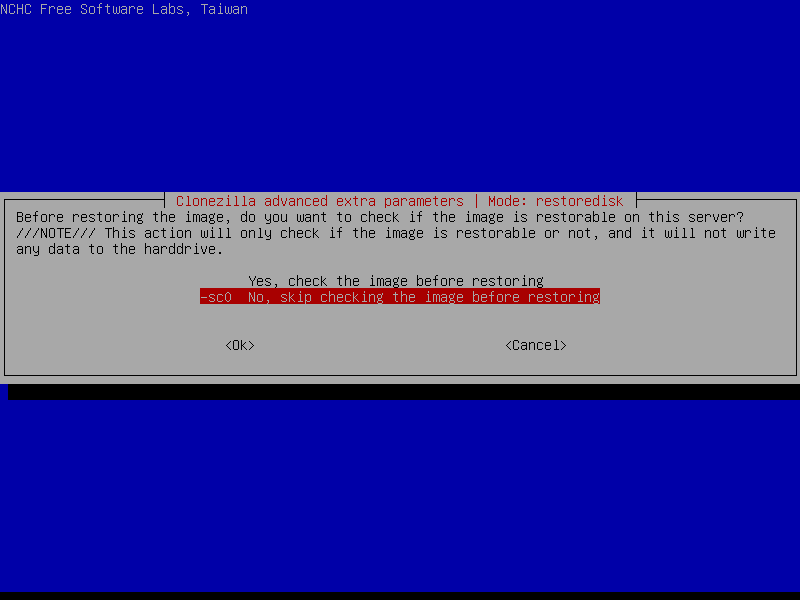 NCHC Free Software Labs, Taiwan
Clonezilla advanced extra parameters | Mode: restoredisk
Before restoring the image, do you want to check if the image is restorable on this server?
///NOTE/// This action will only check if the image is restorable or not, and it will not write
any data to the harddrive.
Yes, check the image before restoring
-sc0 No, skip checking the image before restoring
<Ok> <Cancel>